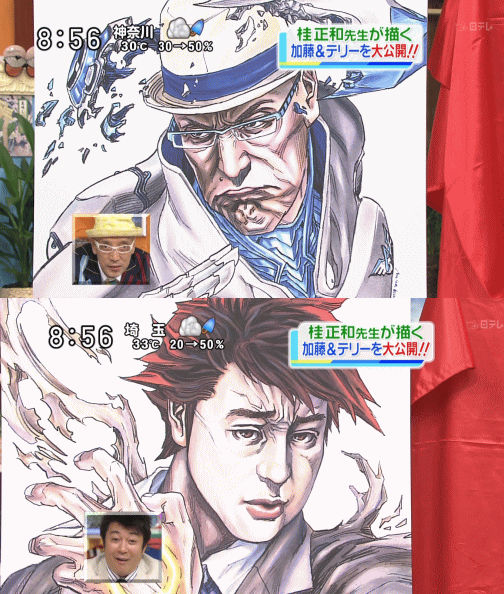 8:56
神奈川
30℃ 30→50%
桂正和先生が描く
加藤&テリーを大公開!!
日テレ
8:56
埼 玉
33℃ 20→50%
桂正和先生が描く
加藤&テリーを大公開!!
日テレ